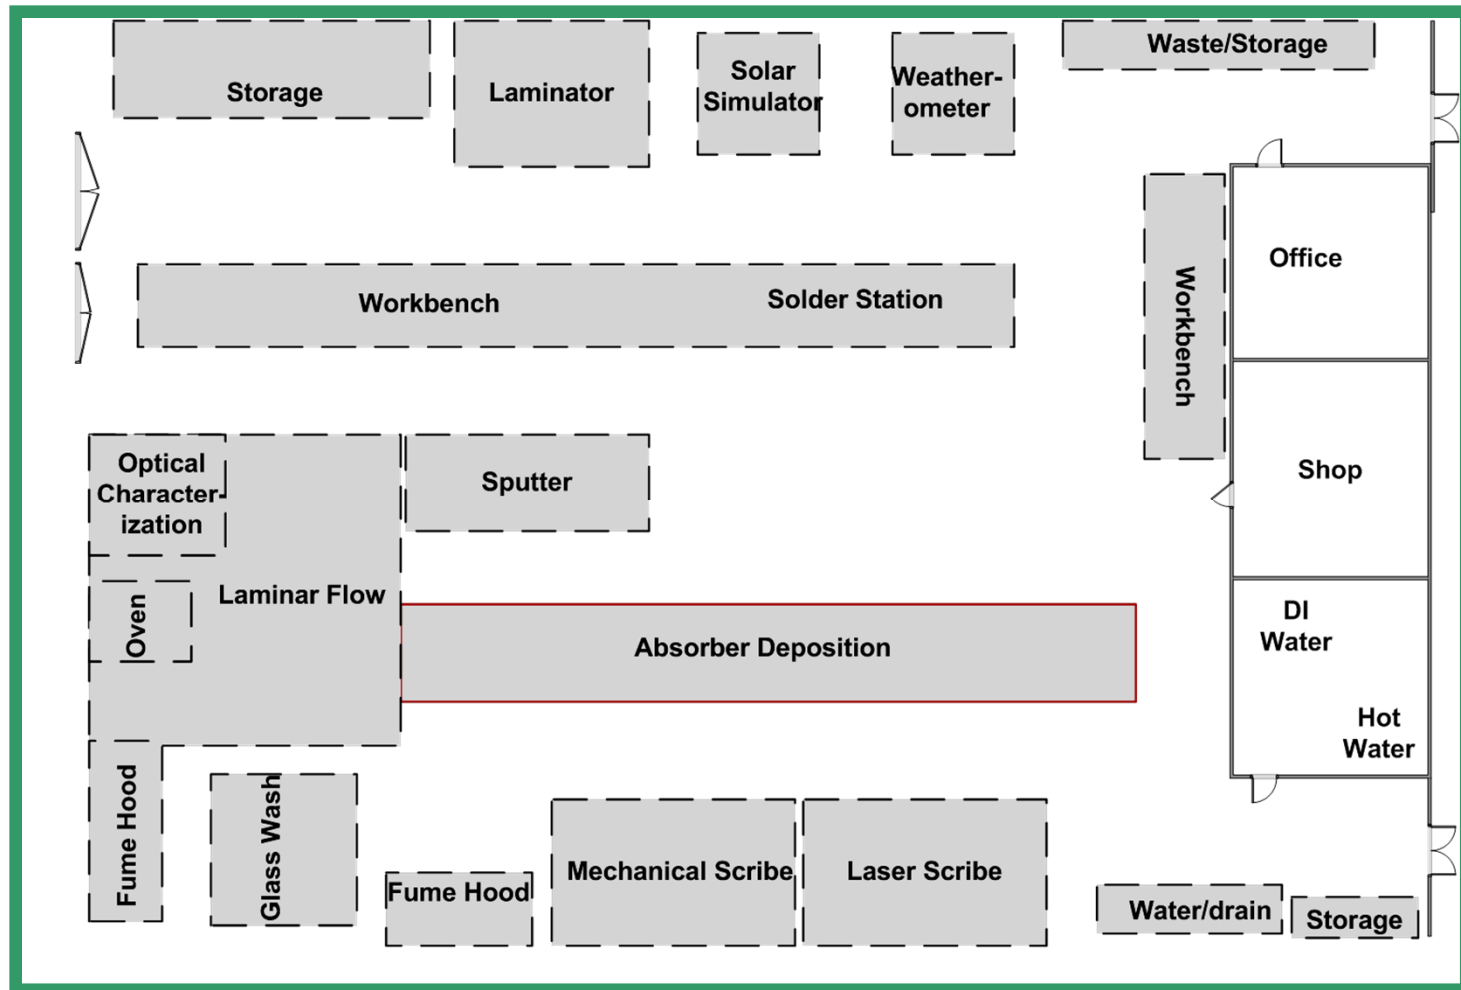 Storage
Laminator
Solar
Simulator
Weather-
ometer
Waste/Storage
Workbench
Solder Station
Workbench
Office
Shop
Optical
Character-
ization
Sputter
Oven
Laminar Flow
Absorber Deposition
DI
Water
Hot
Water
Fume Hood
Glass Wash
Fume Hood
Mechanical Scribe
Laser Scribe
Water/drain
Storage